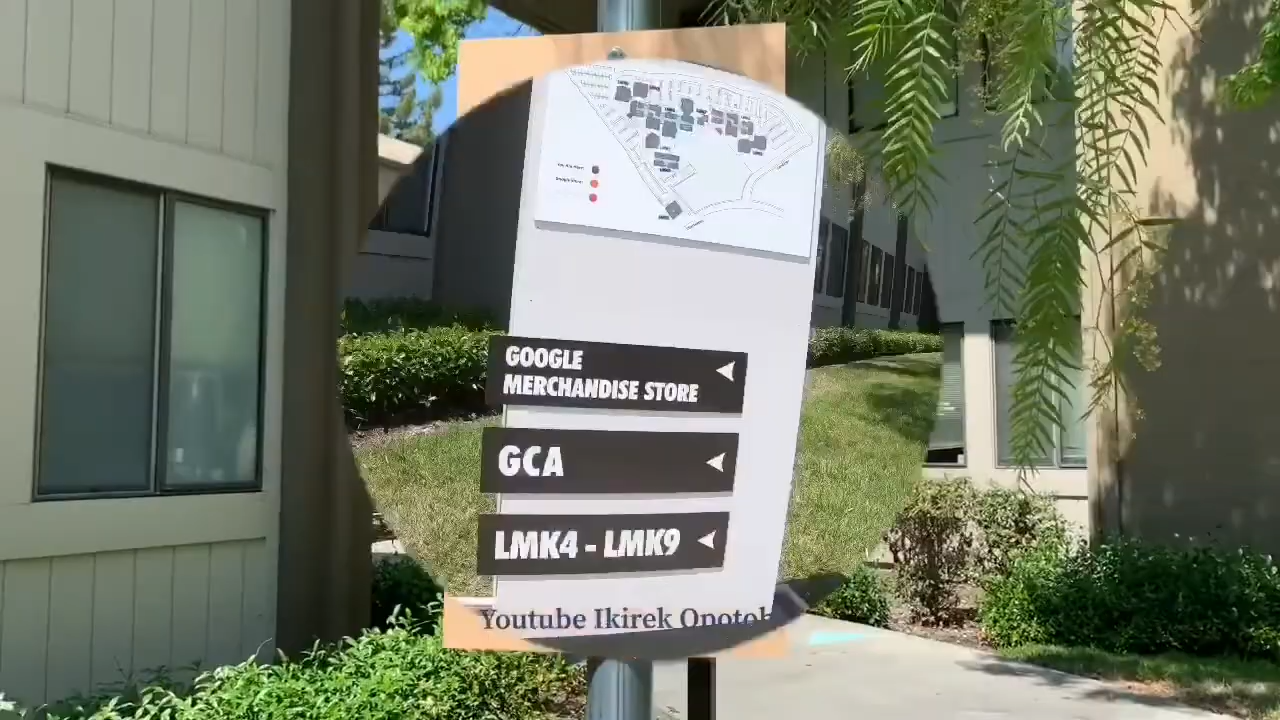 GOOGLE
MERCHANDISE STORE
GCA
LMK4 - LMK9
Youtube Ikirek